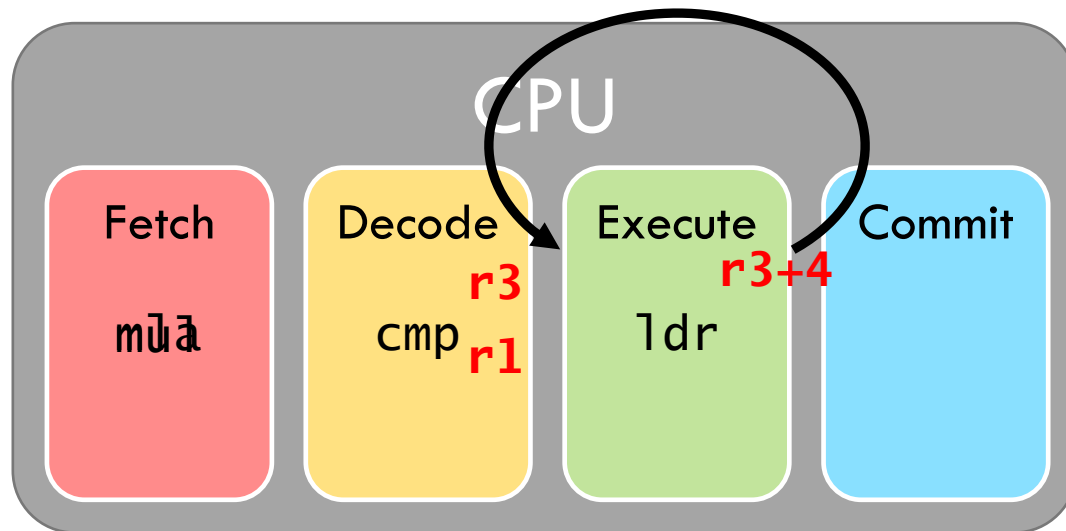 CPU
Fetch
Decode
Execute
Commit
r3
r3+4
cmp
ldr
r1